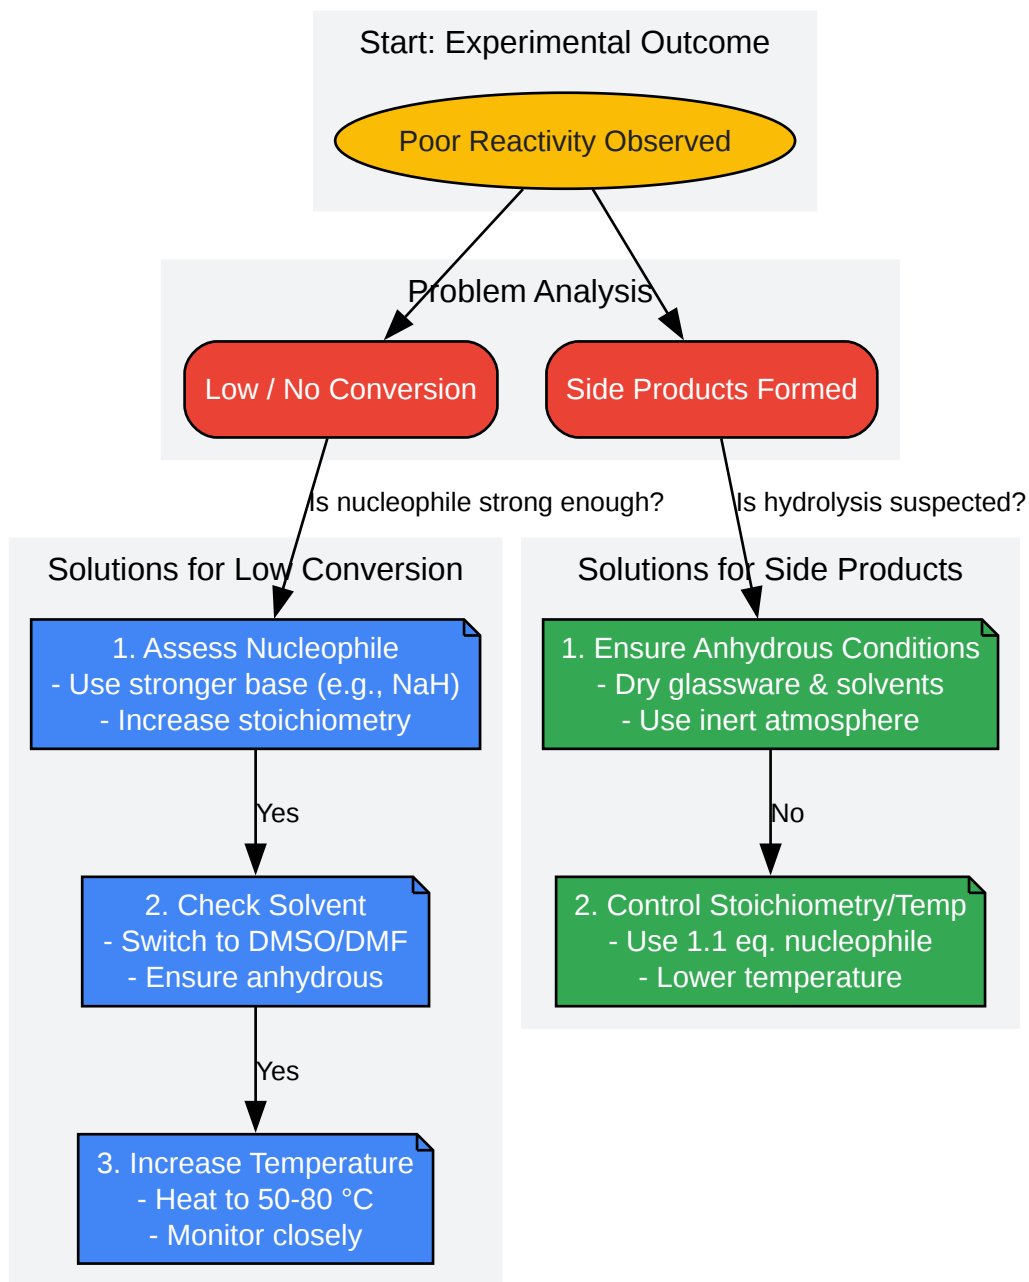 Start: Experimental Outcome
Poor Reactivity Observed
Problem Analysis
Low / No Conversion
Side Products Formed
Is nucleophile strong enough?
Is hydrolysis suspected?
Solutions for Low Conversion
1. Assess Nucleophile
- Use stronger base (e.g., NaH)
- Increase stoichiometry
Yes
2. Check Solvent
- Switch to DMSO/DMF
- Ensure anhydrous
Yes
3. Increase Temperature
- Heat to 50-80 °C
- Monitor closely
Solutions for Side Products
1. Ensure Anhydrous Conditions
- Dry glassware & solvents
- Use inert atmosphere
No
2. Control Stoichiometry/Temp
- Use 1.1 eq. nucleophile
- Lower temperature